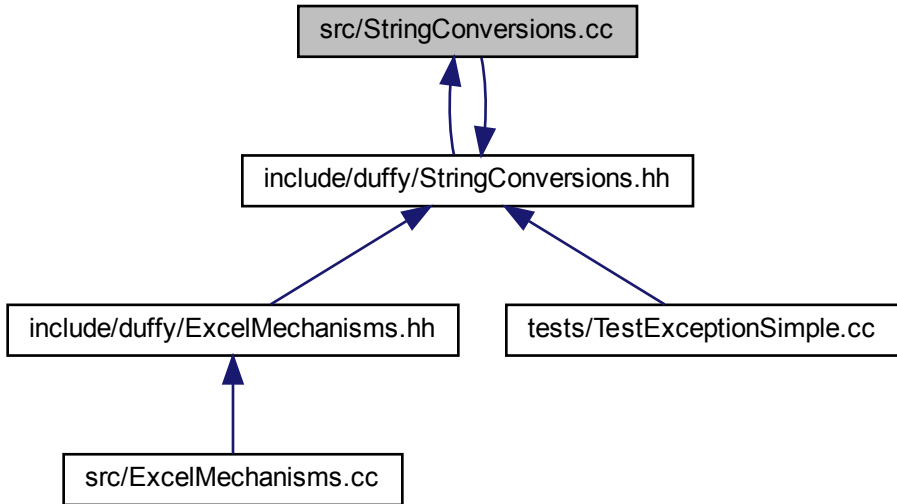 src/StringConversions.cc
include/duffy/StringConversions.hh
include/duffy/ExcelMechanisms.hh
tests/TestExceptionSimple.cc
src/ExcelMechanisms.cc